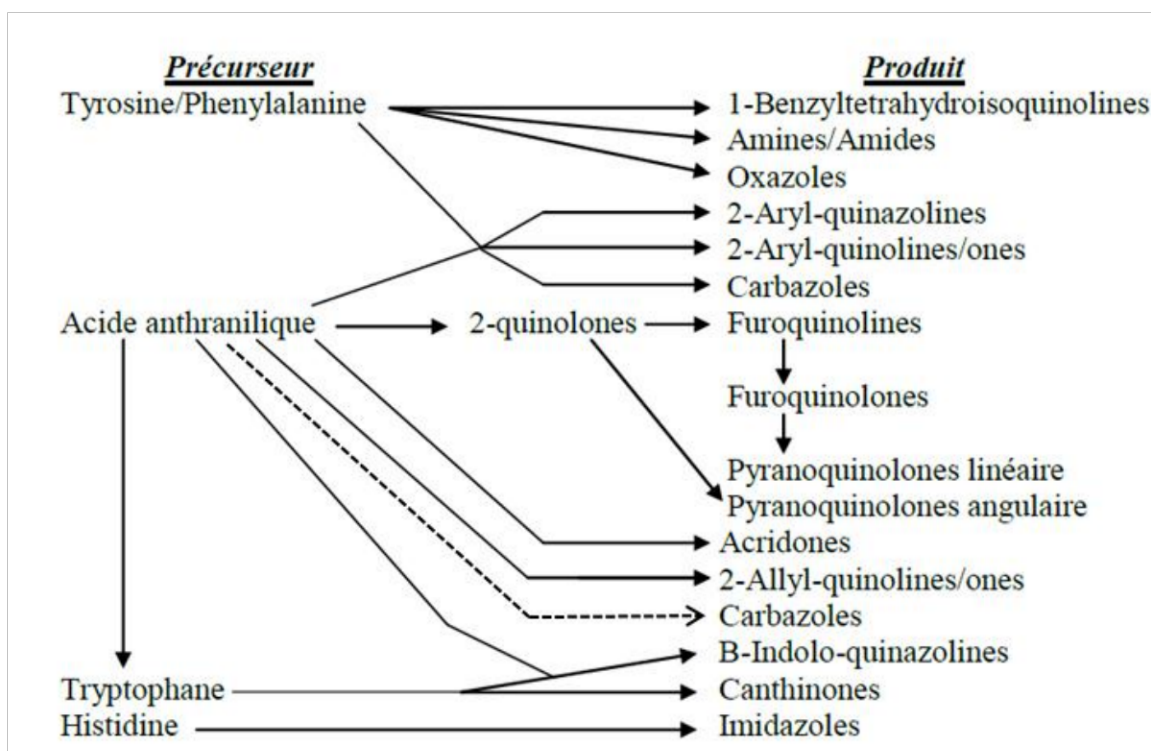 Précurseur Produit
Tyrosine/Phenylalanine 1-Benzyltetrahydroisoquinolines
Amines/Amides
Oxazoles
2-Aryl-quinazolines
2-Aryl-quinolines/ones
Carbazoles
Acide anthranilique 2-quinolones Furoquinolines
Furoquinolones
Pyranoquinolones linéaire
Pyranoquinolones angulaire
Acridones
2-Allyl-quinolines/ones
Carbazoles
B-Indolo-quinazolines
Tryptophane Canthinones
Histidine Imidazoles